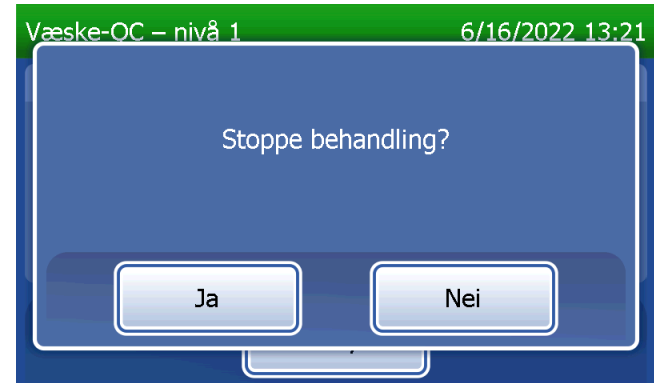 Væske-QC – nivå 1 6/16/2022 13:21
Stoppe behandling?
Ja Nei